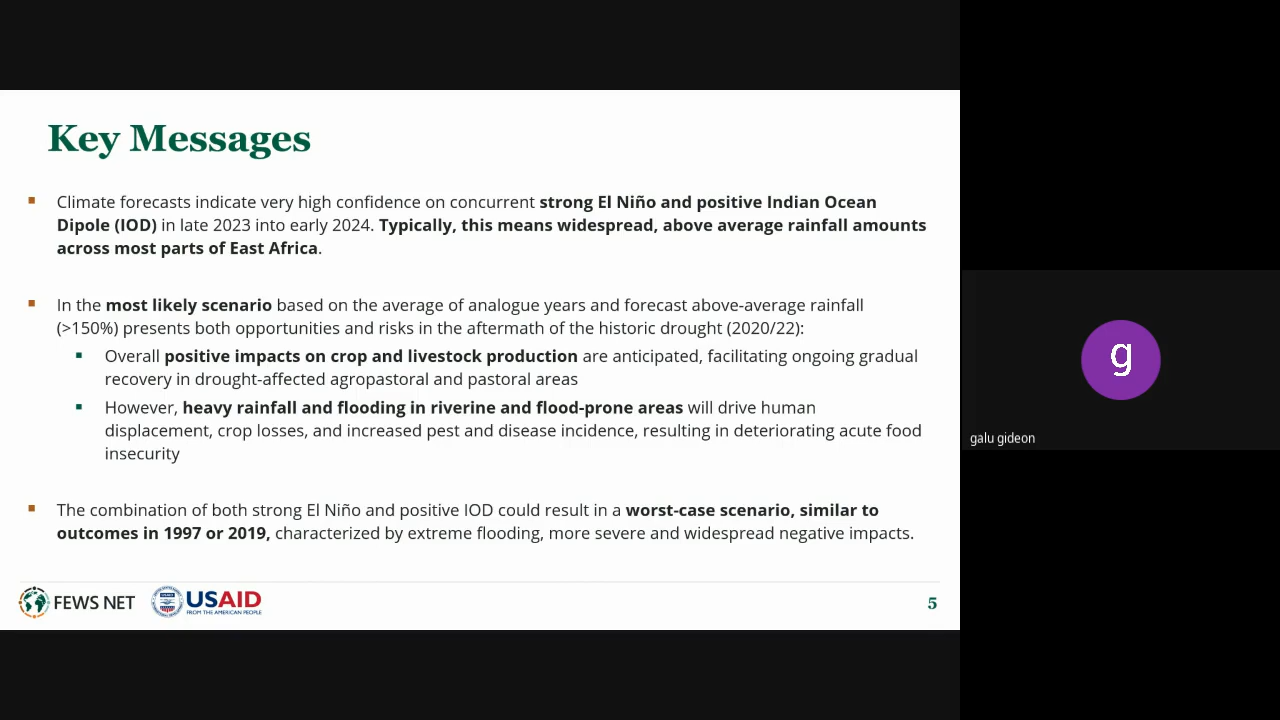 Key Messages
Climate forecasts indicate very high confidence on concurrent strong El Niño and positive Indian Ocean
Dipole (IOD) in late 2023 into early 2024. Typically, this means widespread, above average rainfall amounts
across most parts of East Africa.
In the most likely scenario based on the average of analogue years and forecast above-average rainfall
(>150%) presents both opportunities and risks in the aftermath of the historic drought (2020/22):
Overall positive impacts on crop and livestock production are anticipated, facilitating ongoing gradual
recovery in drought-affected agropastoral and pastoral areas
However, heavy rainfall and flooding in riverine and flood-prone areas will drive human
displacement, crop losses, and increased pest and disease incidence, resulting in deteriorating acute food
insecurity
The combination of both strong El Niño and positive IOD could result in a worst-case scenario, similar to
outcomes in 1997 or 2019, characterized by extreme flooding, more severe and widespread negative impacts.
FEWS NET
USAID
FROM THE AMERICAN PEOPLE
5
g
galu gideon